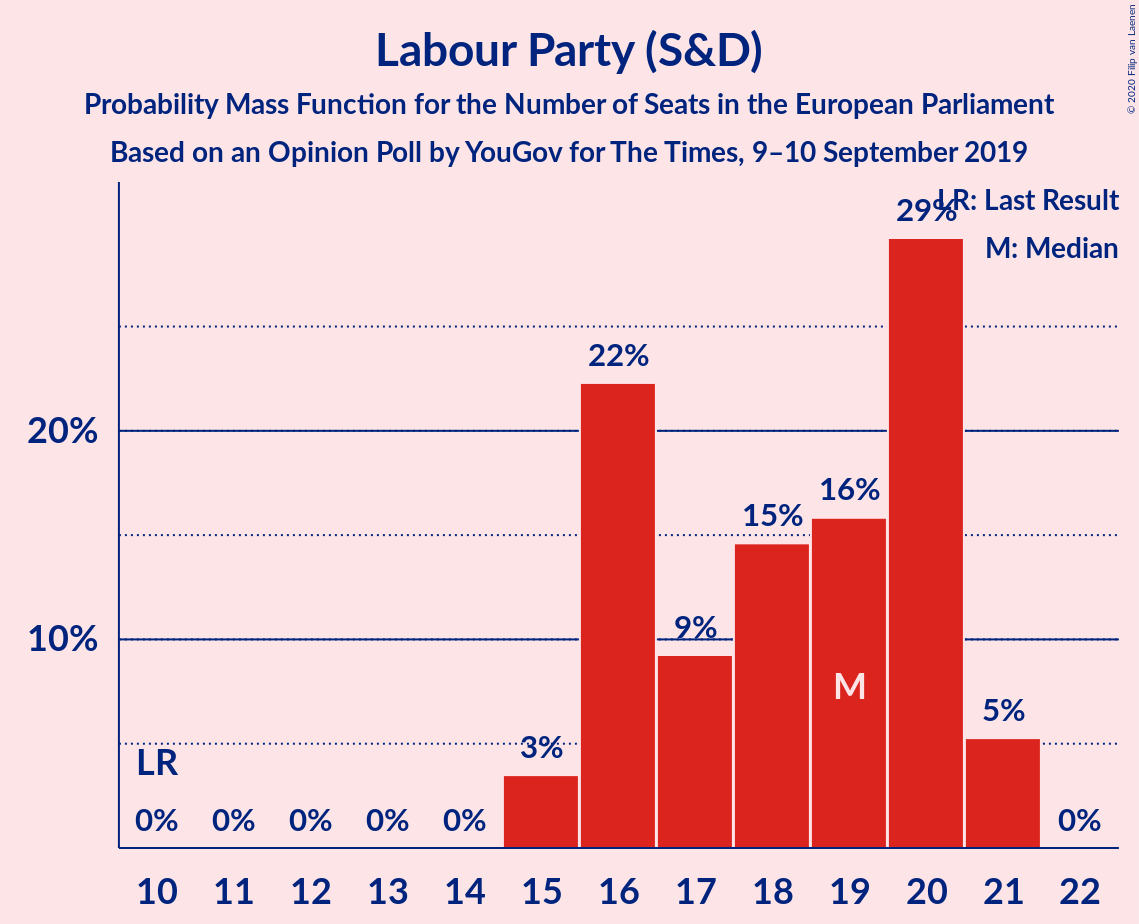 Labour Party (S&D)
Probability Mass Function for the Number of Seats in the European Parliament
Based on an Opinion Poll by YouGov for The Times, 9–10 September 2019
© 2020 Filip van Laenen
LR: Last Result
M: Median
29%
22%
20%
16%
15%
9%
10%
M
5%
3%
LR
0% 0% 0% 0% 0% 0%
10 11 12 13 14 15 16 17 18 19 20 21 22